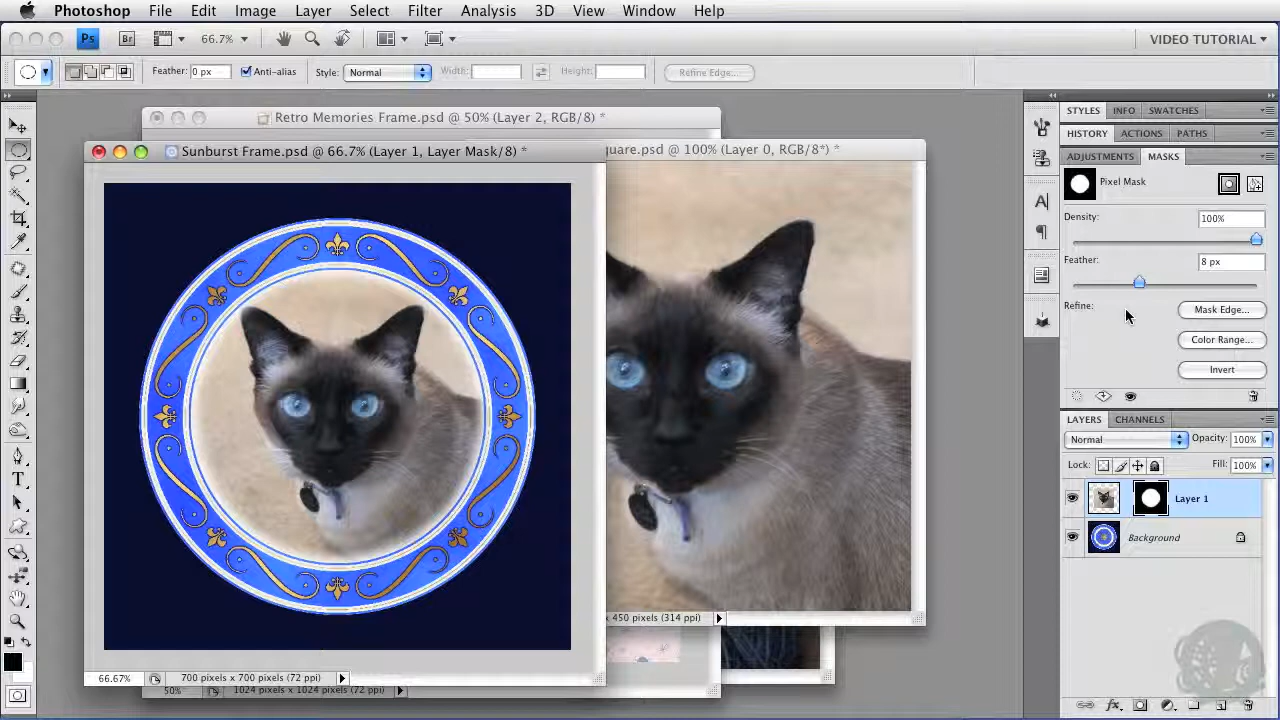 Photoshop File Edit Image Layer Select Filter Analysis 3D View Window Help
Ps Br 66.7% VIDEO TUTORIAL
Feather: 0 px Anti-alias Style: Normal Width: Height: Refine Edge...
Retro Memories Frame.psd @ 50% (Layer 2, RGB/8) *
Sunburst Frame.psd @ 66.7% (Layer 1, Layer Mask/8) *
quare.psd @ 100% (Layer 0, RGB/8*) *
STYLES INFO SWATCHES
HISTORY ACTIONS PATHS
ADJUSTMENTS MASKS
Pixel Mask
Density: 100%
Feather: 8 px
Refine: Mask Edge...
Color Range...
Invert
LAYERS CHANNELS
Normal Opacity: 100%
Lock: Fill: 100%
Layer 1
Background
x 450 pixels (314 ppi)
66.67% 700 pixels x 700 pixels (72 ppi)
50% 1024 pixels x 1024 pixels (72 ppi)